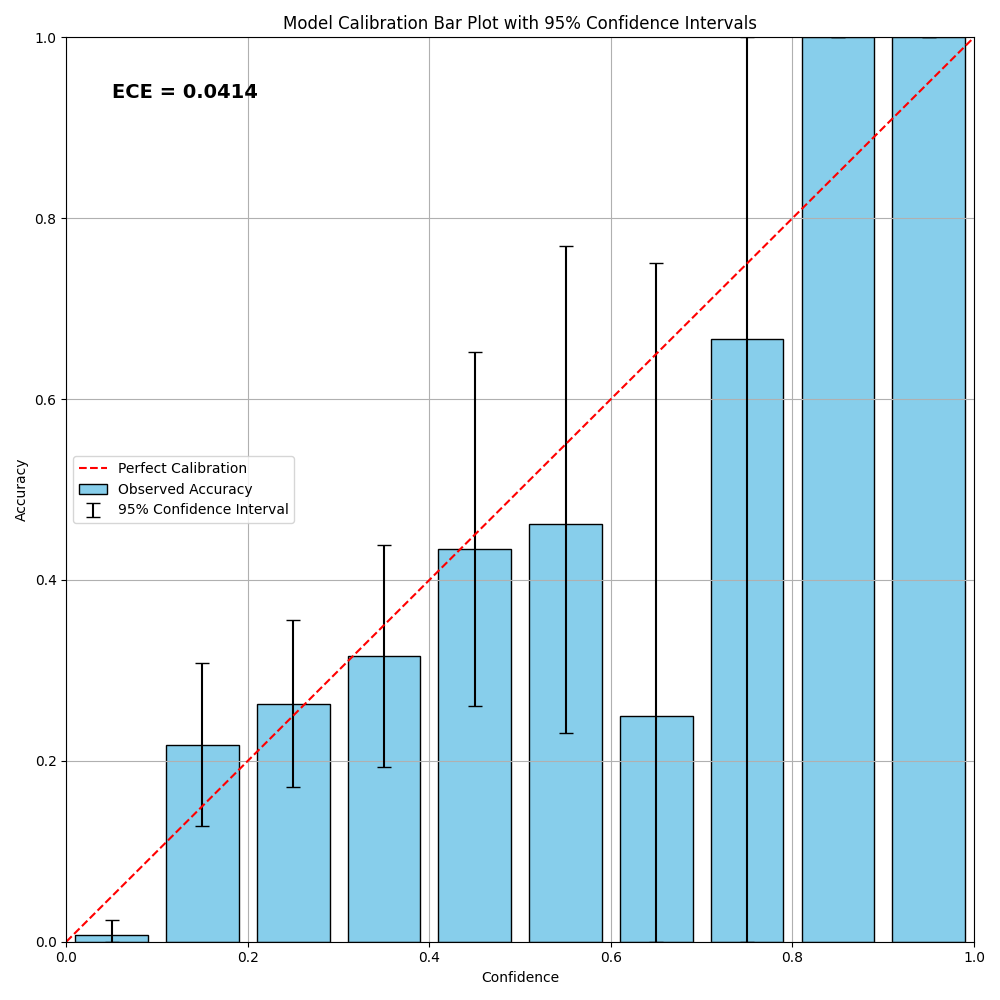 Model Calibration Bar Plot with 95% Confidence Intervals
ECE = 0.0414
1.0
0.8
0.6
0.4
0.2
0.0
Accuracy
Perfect Calibration
Observed Accuracy
95% Confidence Interval
0.0 0.2 0.4 0.6 0.8 1.0
Confidence